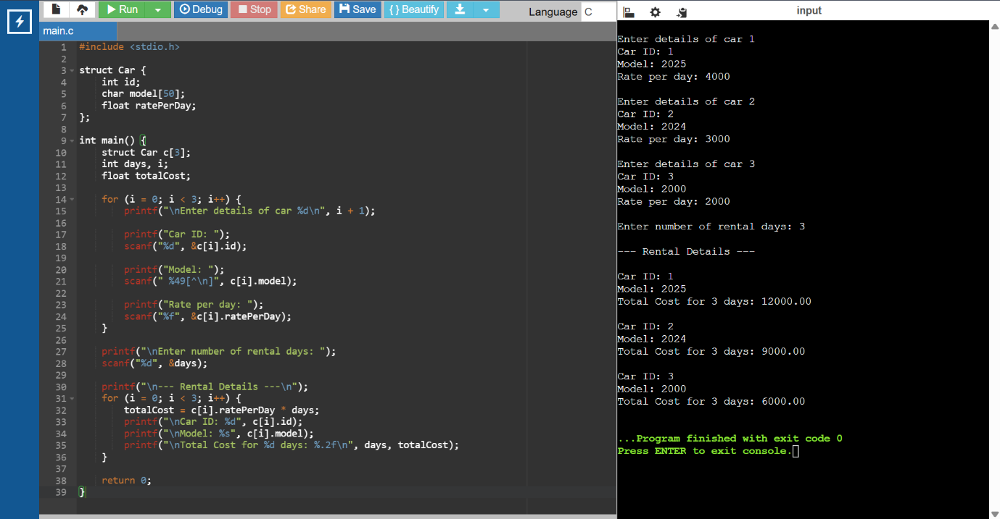 Run
Debug
Stop
Share
Save
{ } Beautify
Language C
input
main.c
1 #include <stdio.h>
2
3 struct Car {
4     int id;
5     char model[50];
6     float ratePerDay;
7 };
8
9 int main() {
10     struct Car c[3];
11     int days, i;
12     float totalCost;
13
14     for (i = 0; i < 3; i++) {
15         printf("\nEnter details of car %d\n", i + 1);
16
17         printf("Car ID: ");
18         scanf("%d", &c[i].id);
19
20         printf("Model: ");
21         scanf(" %49[^\n]", c[i].model);
22
23         printf("Rate per day: ");
24         scanf("%f", &c[i].ratePerDay);
25     }
26
27     printf("\nEnter number of rental days: ");
28     scanf("%d", &days);
29
30     printf("\n--- Rental Details ---\n");
31     for (i = 0; i < 3; i++) {
32         totalCost = c[i].ratePerDay * days;
33         printf("\nCar ID: %d", c[i].id);
34         printf("\nModel: %s", c[i].model);
35         printf("\nTotal Cost for %d days: %.2f\n", days, totalCost);
36     }
37
38     return 0;
39 }
Enter details of car 1
Car ID: 1
Model: 2025
Rate per day: 4000
Enter details of car 2
Car ID: 2
Model: 2024
Rate per day: 3000
Enter details of car 3
Car ID: 3
Model: 2000
Rate per day: 2000
Enter number of rental days: 3
--- Rental Details ---
Car ID: 1
Model: 2025
Total Cost for 3 days: 12000.00
Car ID: 2
Model: 2024
Total Cost for 3 days: 9000.00
Car ID: 3
Model: 2000
Total Cost for 3 days: 6000.00
...Program finished with exit code 0
Press ENTER to exit console.